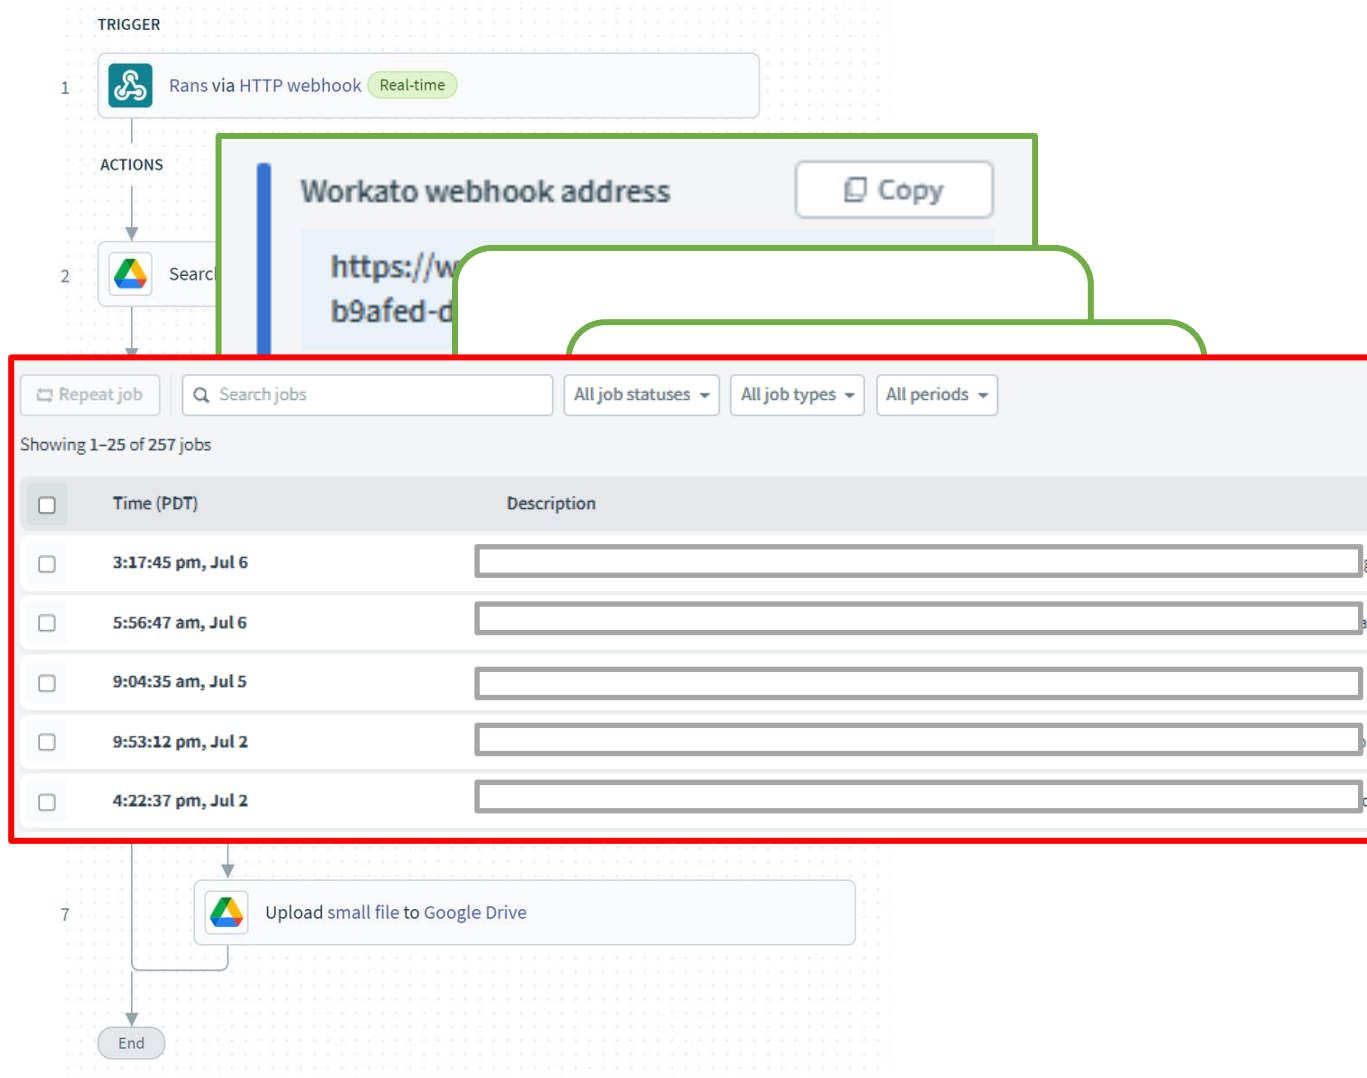 TRIGGER
1
Rans via HTTP webhook Real-time
ACTIONS
Workato webhook address
Copy
https://w
b9afed-d
2
Search
Repeat job
Search jobs
All job statuses
All job types
All periods
Showing 1–25 of 257 jobs
Time (PDT)
Description
3:17:45 pm, Jul 6
5:56:47 am, Jul 6
9:04:35 am, Jul 5
9:53:12 pm, Jul 2
4:22:37 pm, Jul 2
7
Upload small file to Google Drive
End